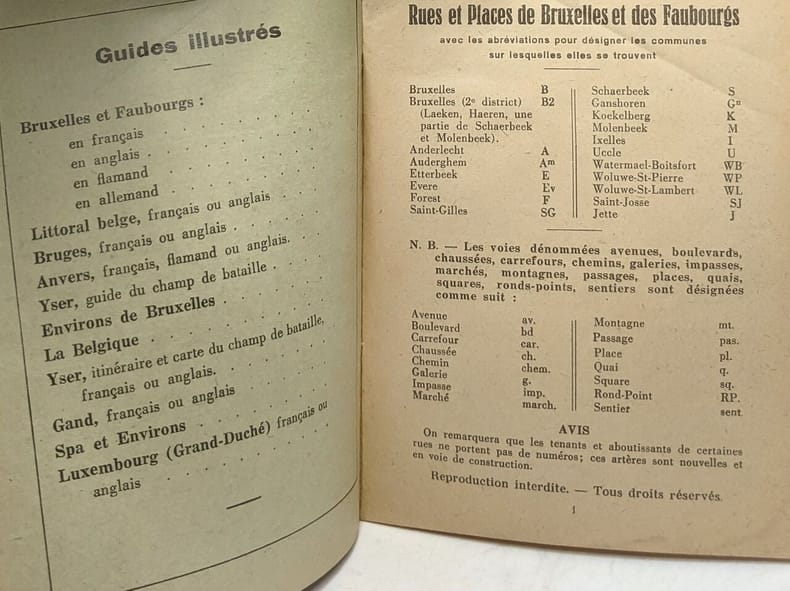 Guides illustrés
Bruxelles et Faubourgs :
en français
en anglais
en flamand
en allemand
Littoral belge, français ou anglais
Bruges, français ou anglais
Anvers, français, flamand ou anglais.
Yser, guide du champ de bataille
Environs de Bruxelles
La Belgique
Yser, itinéraire et carte du champ de bataille,
français ou anglais.
Gand, français ou anglais
Spa et Environs
Luxembourg (Grand-Duché) français ou
anglais
Rues et Places de Bruxelles et des Faubourgs
avec les abréviations pour désigner les communes
sur lesquelles elles se trouvent
Bruxelles B
Bruxelles (2e district) B2
(Laeken, Haeren, une
partie de Schaerbeek
et Molenbeek).
Anderlecht A
Auderghem Am
Etterbeek E
Evere Ev
Forest F
Saint-Gilles SG
Schaerbeek S
Ganshoren Gn
Kockelberg K
Molenbeek M
Ixelles I
Uccle U
Watermael-Boitsfort WB
Woluwe-St-Pierre WP
Woluwe-St-Lambert WL
Saint-Josse SJ
Jette J
N. B. — Les voies dénommées avenues, boulevards,
chaussées, carrefours, chemins, galeries, impasses,
marchés, montagnes, passages, places, quais,
squares, ronds-points, sentiers sont désignées
comme suit :
Avenue av.
Boulevard bd
Carrefour car.
Chaussée ch.
Chemin chem.
Galerie g.
Impasse imp.
Marché march.
Montagne mt.
Passage pas.
Place pl.
Quai q.
Square sq.
Rond-Point RP.
Sentier sent.
AVIS
On remarquera que les tenants et aboutissants de certaines
rues ne portent pas de numéros; ces artères sont nouvelles et
en voie de construction.
Reproduction interdite. — Tous droits réservés.
1